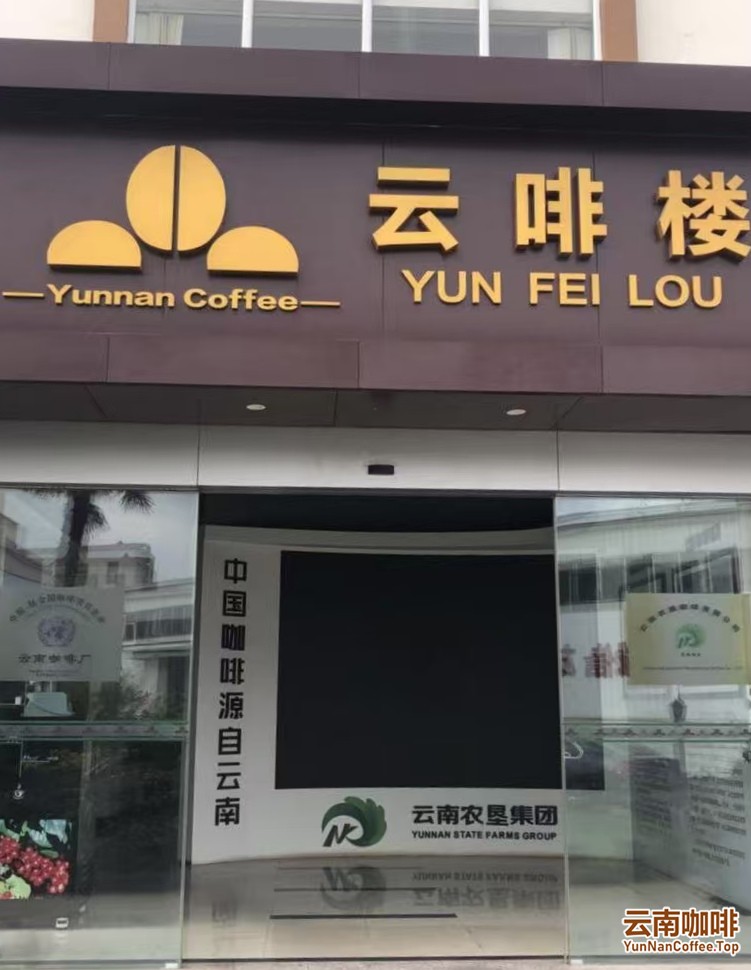 云啡楼
YUN FEI LOU
Yunnan Coffee
中国咖啡源自云南
云南咖啡厂
NK
云南农垦集团
YUNNAN STATE FARMS GROUP
云南咖啡
YunNanCoffee.Top